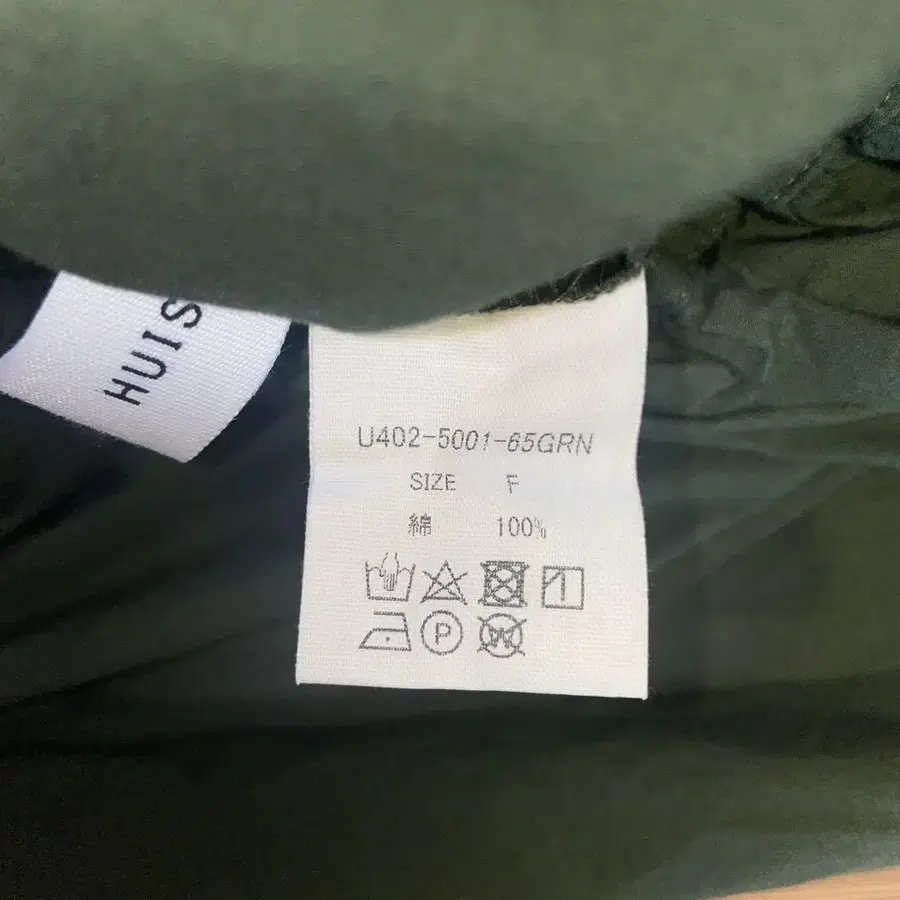 HUIS
U402-5001-65GRN
SIZE F
綿 100%
P
W